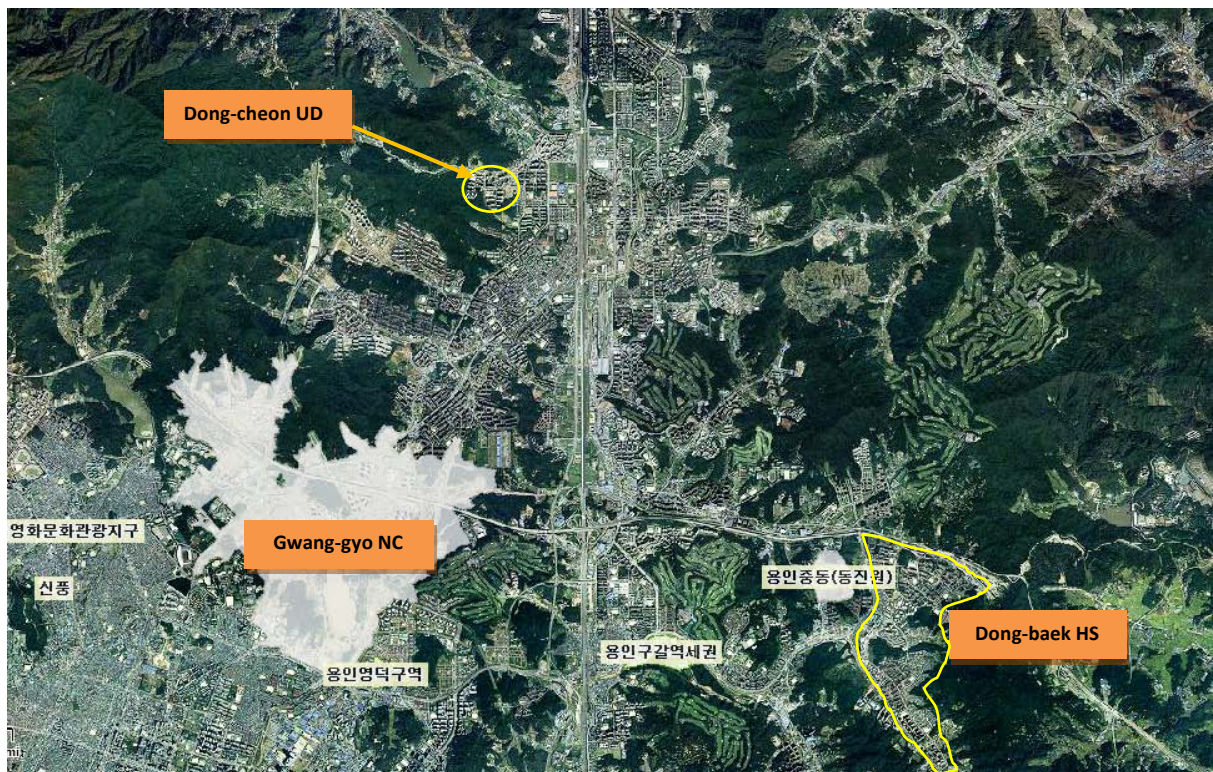 Dong-cheon UD
영화문화관광지구
Gwang-gyo NC
신풍
용인중동(동진원)
Dong-baek HS
용인구갈역세권
용인영덕구역